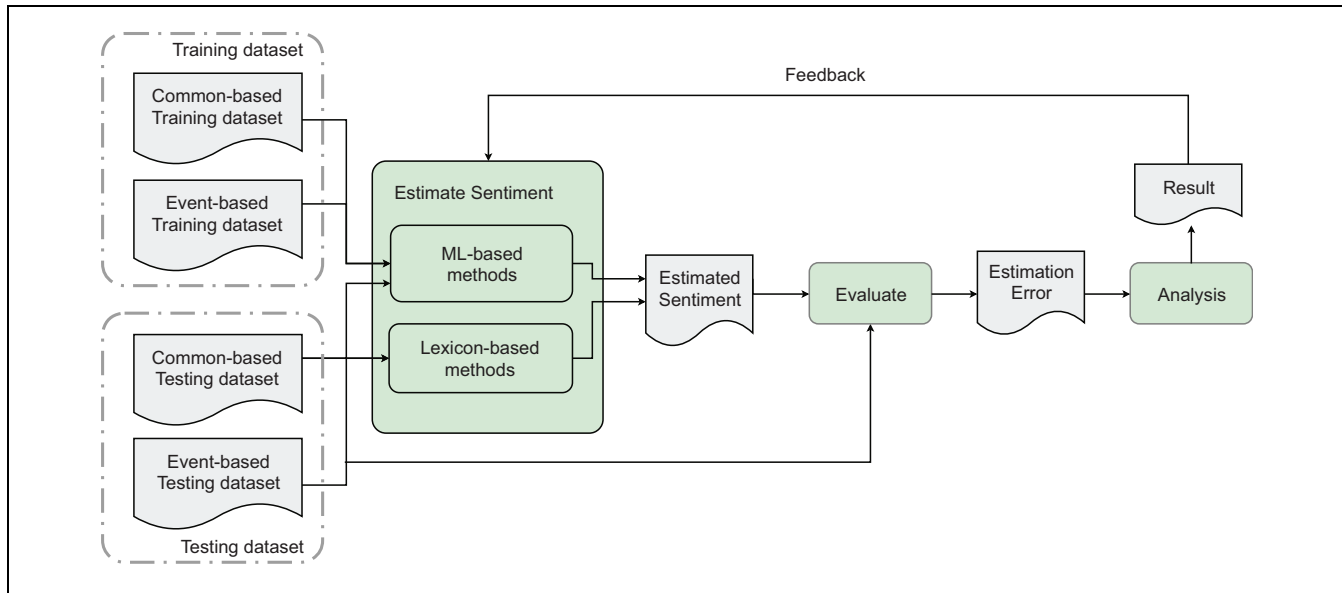 Training dataset
Common-based
Training dataset
Event-based
Training dataset
Common-based
Testing dataset
Event-based
Testing dataset
Testing dataset
Feedback
Estimate Sentiment
ML-based
methods
Lexicon-based
methods
Estimated
Sentiment
Evaluate
Estimation
Error
Analysis
Result